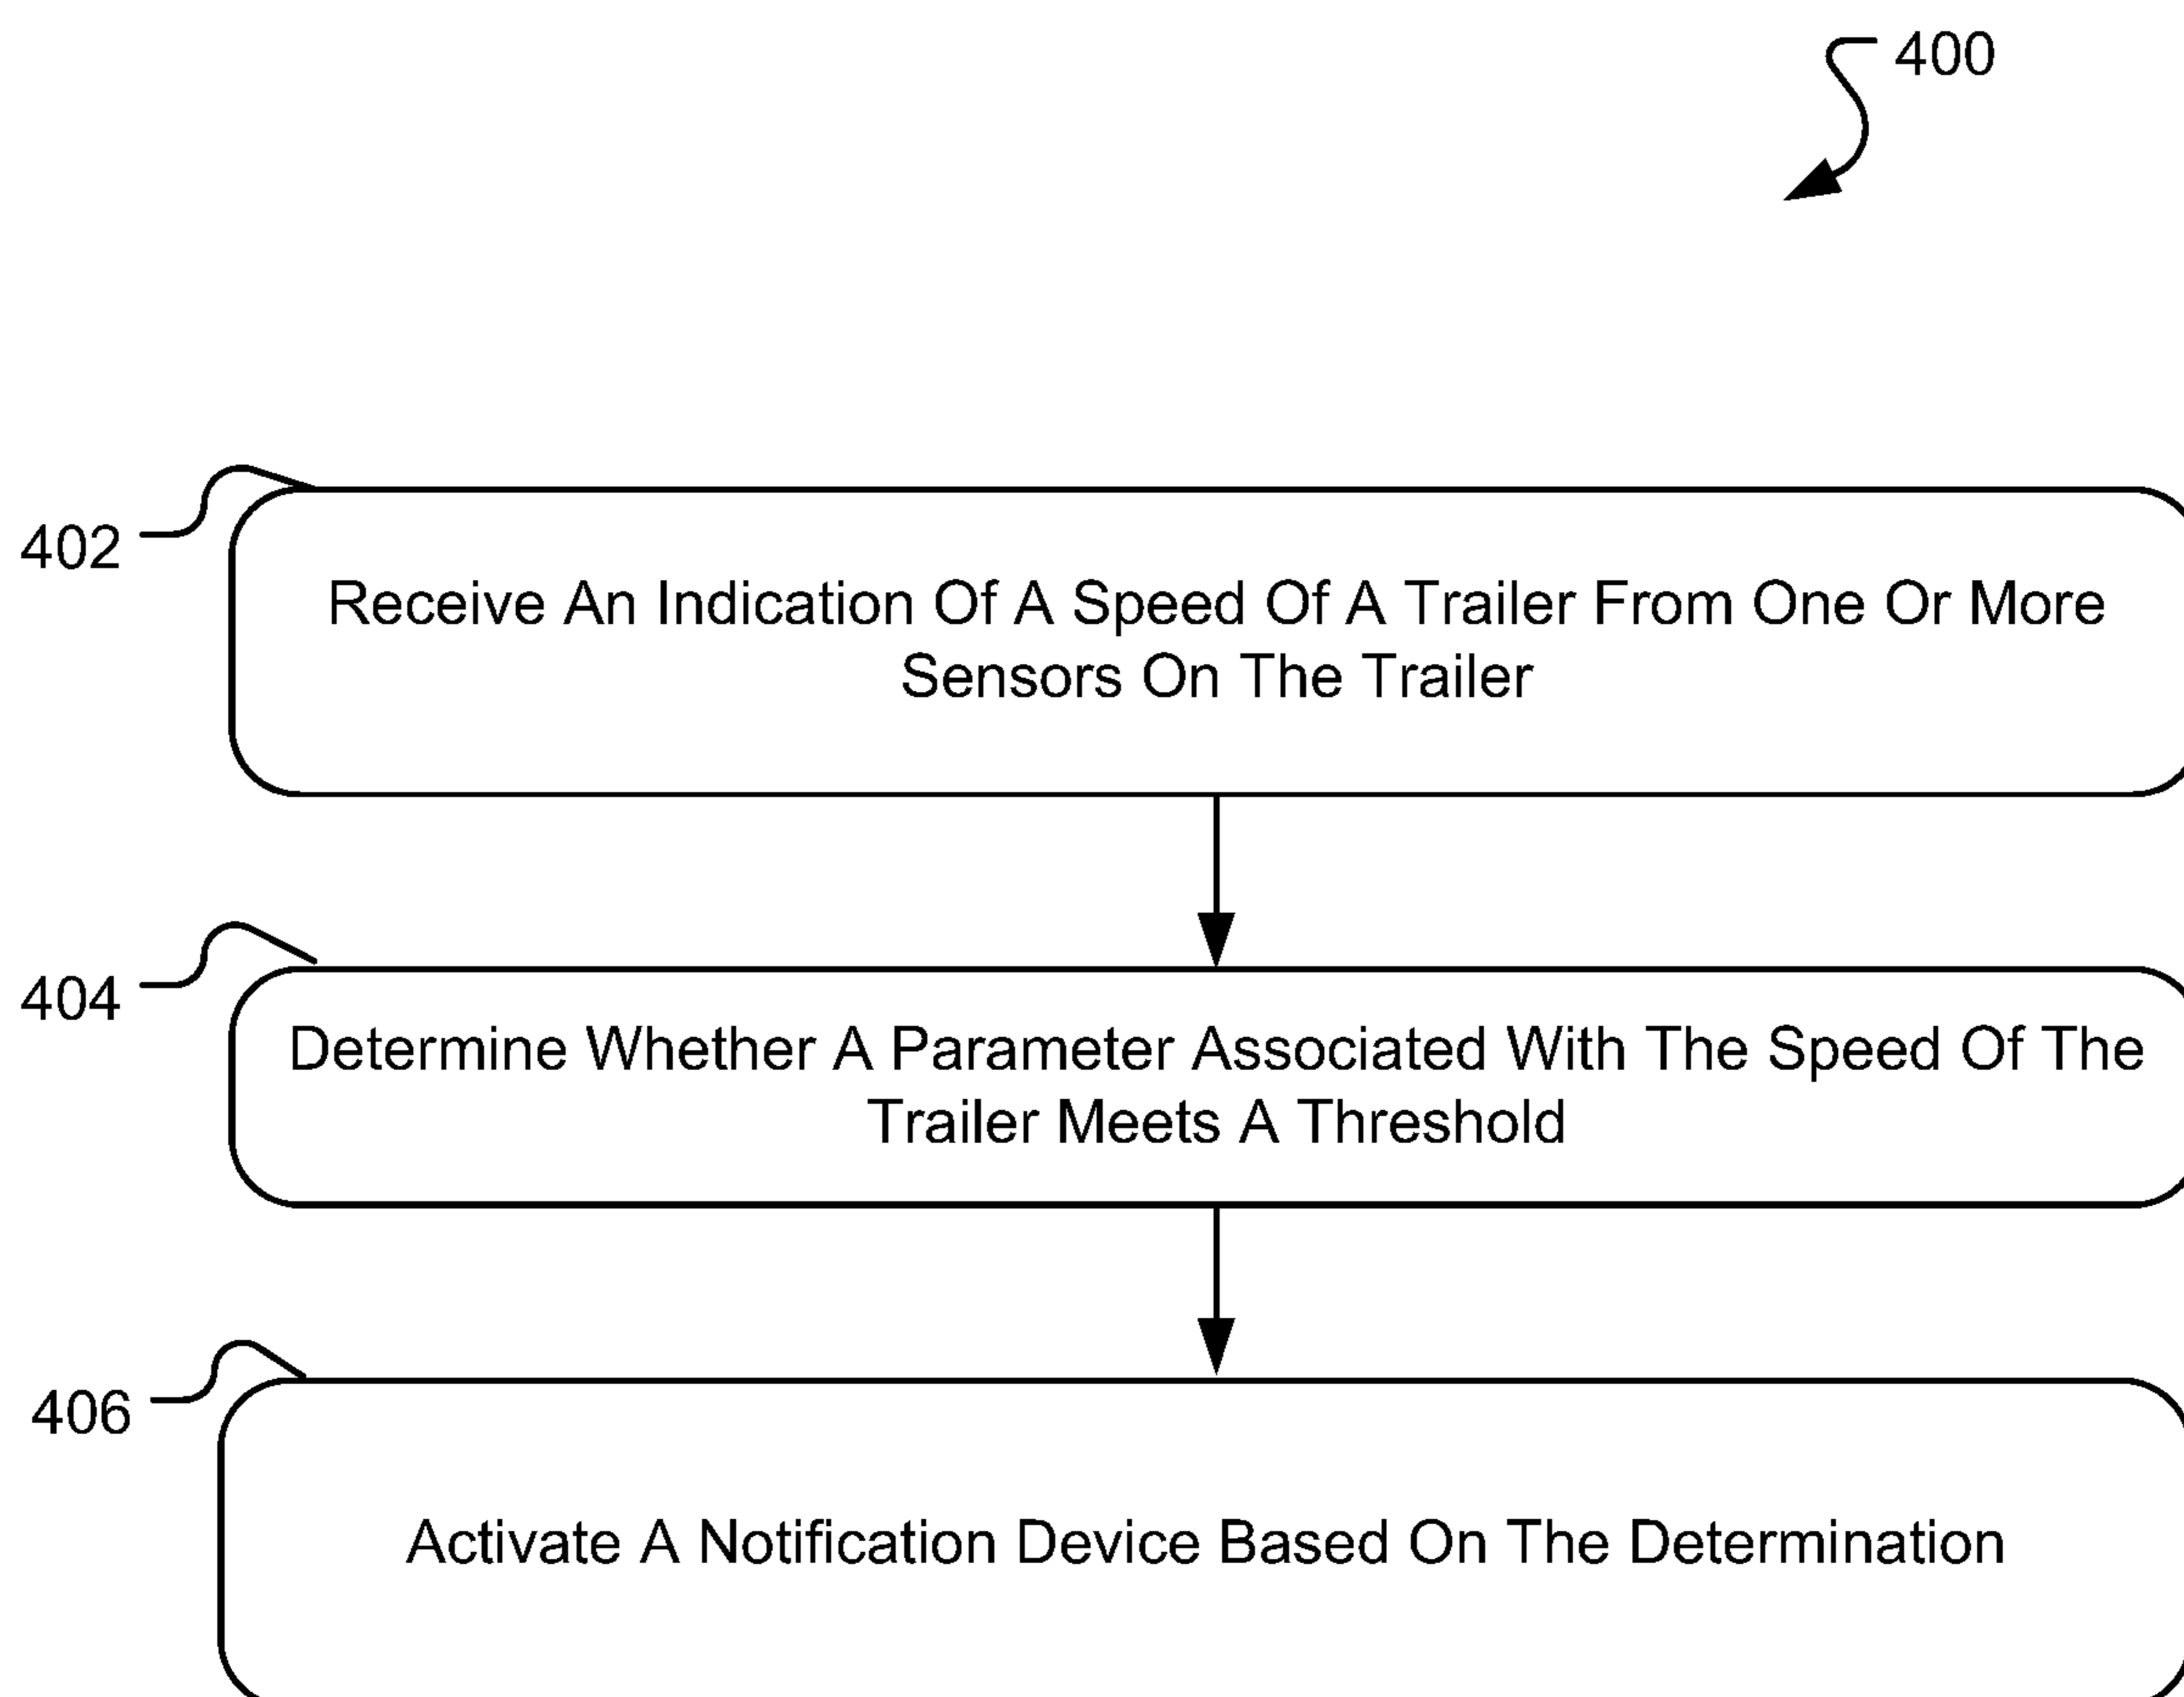 400
402
Receive An Indication Of A Speed Of A Trailer From One Or More
Sensors On The Trailer
404
Determine Whether A Parameter Associated With The Speed Of The
Trailer Meets A Threshold
406
Activate A Notification Device Based On The Determination